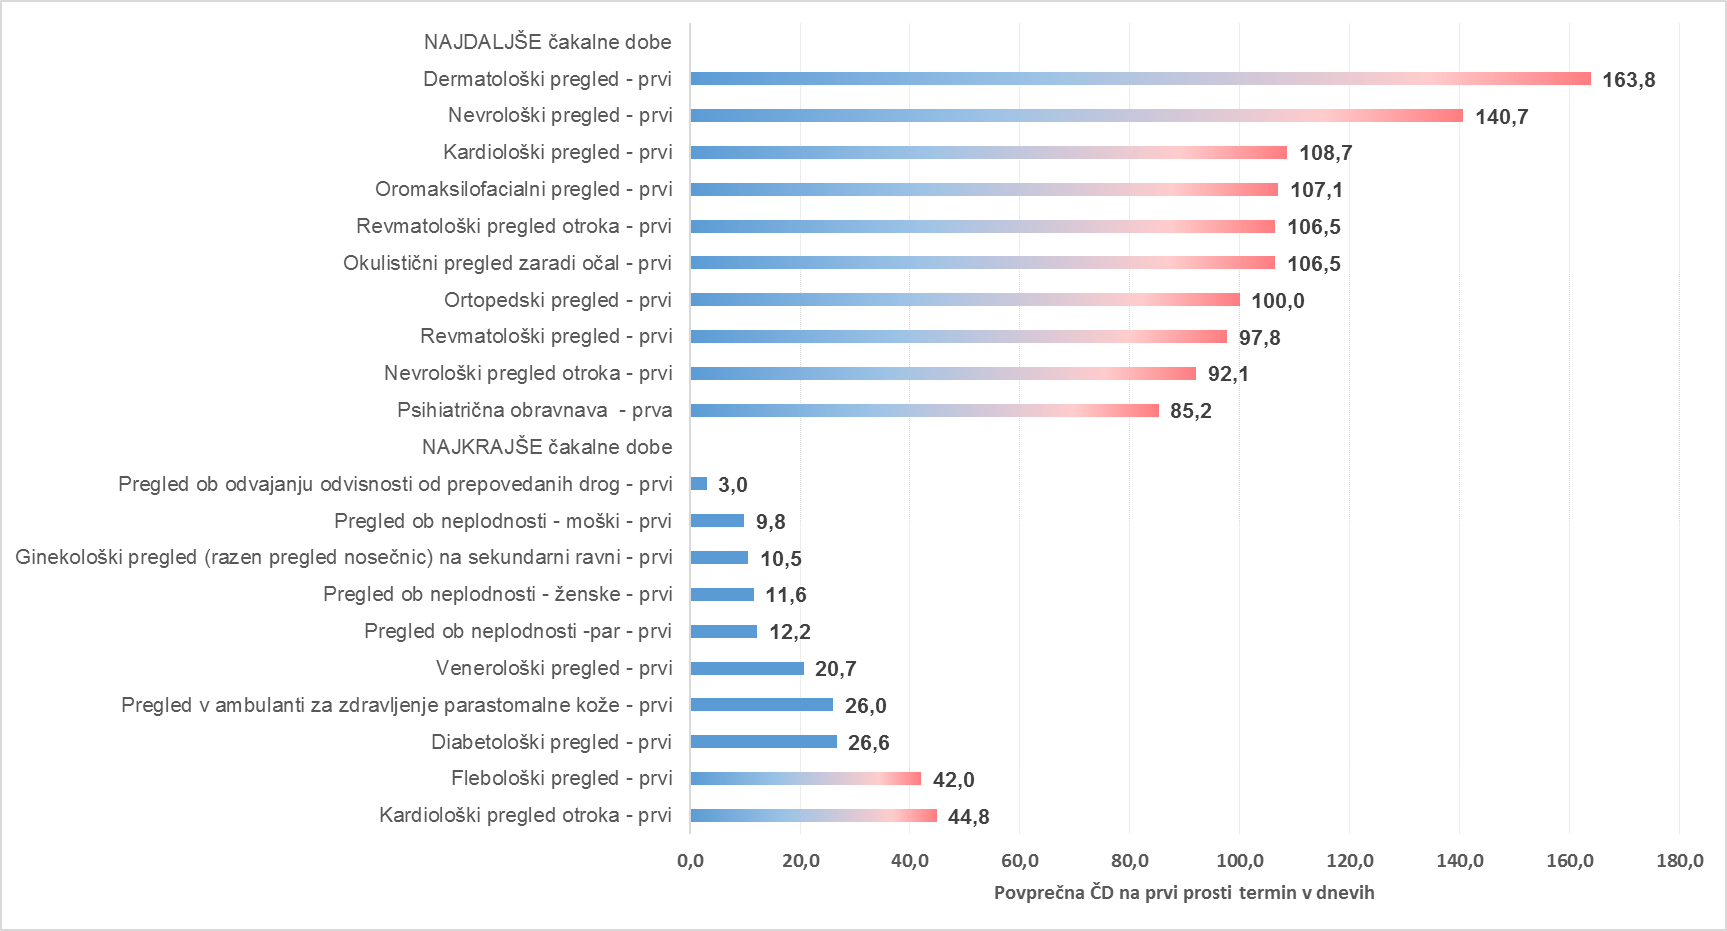 NAJDALJŠE čakalne dobe
Dermatološki pregled - prvi 163,8
Nevrološki pregled - prvi 140,7
Kardiološki pregled - prvi 108,7
Oromaksilofacialni pregled - prvi 107,1
Revmatološki pregled otroka - prvi 106,5
Okulistični pregled zaradi očal - prvi 106,5
Ortopedski pregled - prvi 100,0
Revmatološki pregled - prvi 97,8
Nevrološki pregled otroka - prvi 92,1
Psihiatrična obravnava  - prva 85,2
NAJKRAJŠE čakalne dobe
Pregled ob odvajanju odvisnosti od prepovedanih drog - prvi 3,0
Pregled ob neplodnosti - moški - prvi 9,8
Ginekološki pregled (razen pregled nosečnic) na sekundarni ravni - prvi 10,5
Pregled ob neplodnosti - ženske - prvi 11,6
Pregled ob neplodnosti -par - prvi 12,2
Venerološki pregled - prvi 20,7
Pregled v ambulanti za zdravljenje parastomalne kože - prvi 26,0
Diabetološki pregled - prvi 26,6
Flebološki pregled - prvi 42,0
Kardiološki pregled otroka - prvi 44,8
0,0 20,0 40,0 60,0 80,0 100,0 120,0 140,0 160,0 180,0
Povprečna ČD na prvi prosti termin v dnevih